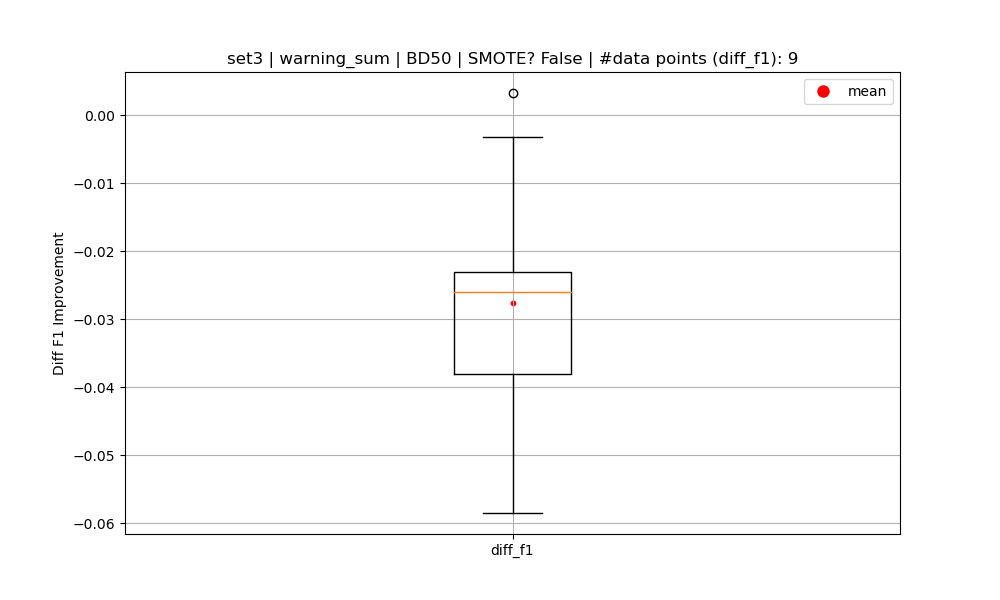 set3 | warning_sum | BD50 | SMOTE? False | #data points (diff_f1): 9
mean
0.00
−0.01
−0.02
−0.03
−0.04
−0.05
−0.06
Diff F1 Improvement
diff_f1